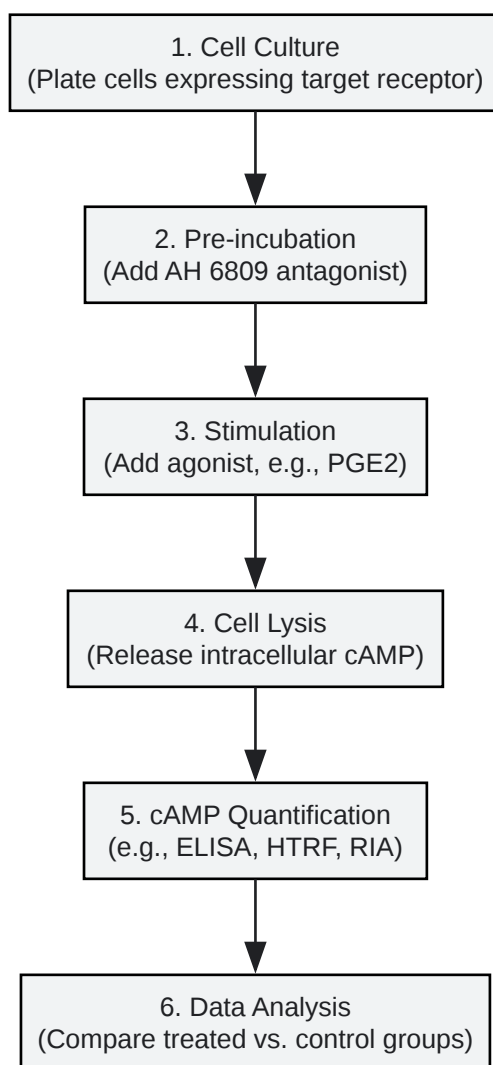 1. Cell Culture
(Plate cells expressing target receptor)
2. Pre-incubation
(Add AH 6809 antagonist)
3. Stimulation
(Add agonist, e.g., PGE2)
4. Cell Lysis
(Release intracellular cAMP)
5. cAMP Quantification
(e.g., ELISA, HTRF, RIA)
6. Data Analysis
(Compare treated vs. control groups)